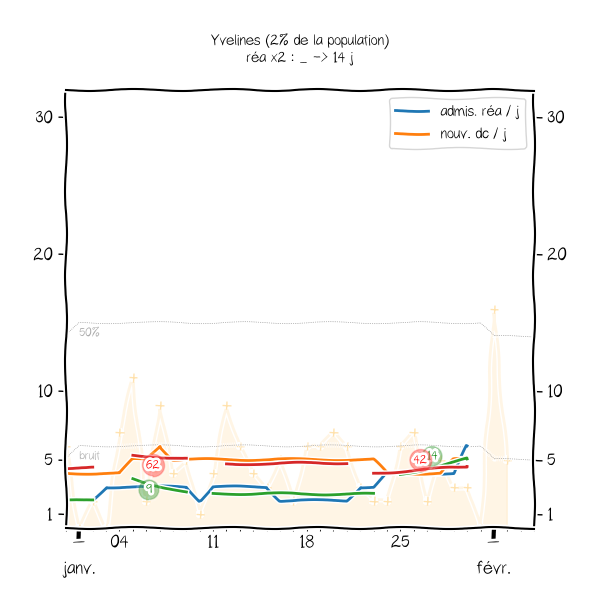 Yvelines (2% de la population)
réa x2 : _ -> 14 j
admis. réa / j
nouv. dc / j
30
30
20
20
50%
10
10
bruit
5
5
62
42
14
9
1
1
04
11
18
25
janv.
févr.